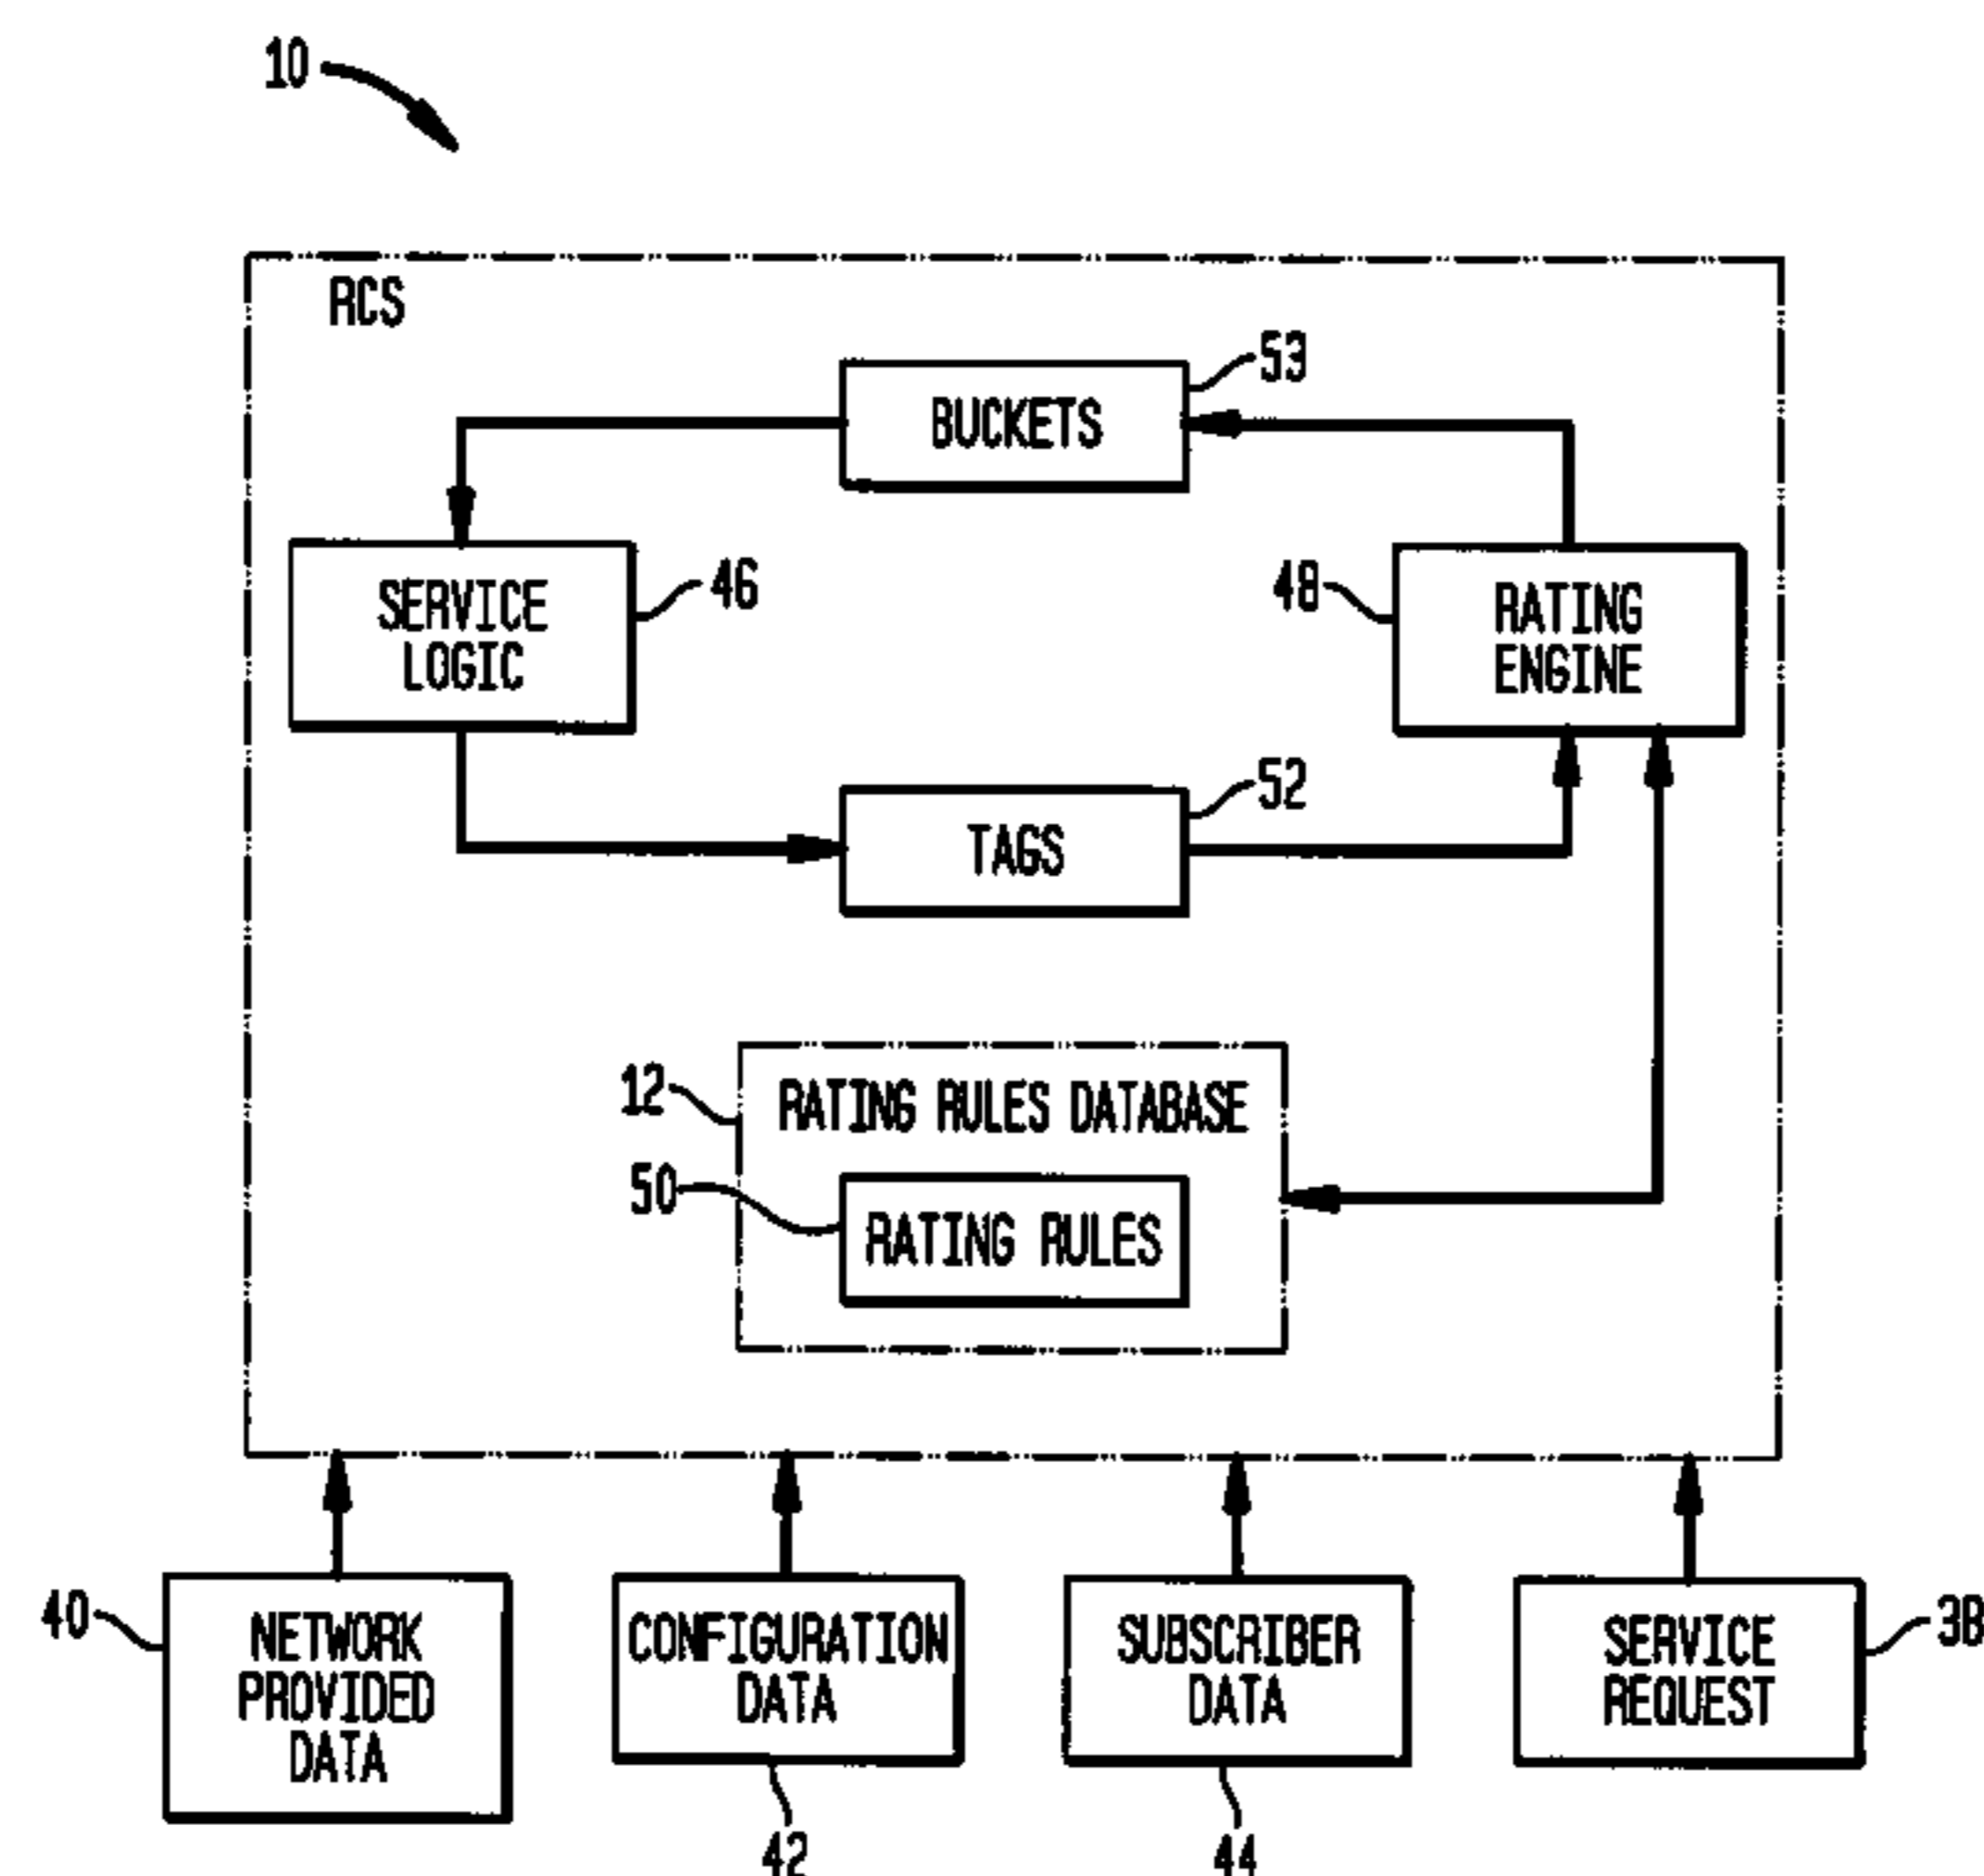 10
RCS
BUCKETS
53
SERVICE
LOGIC
46
48
RATING
ENGINE
TAGS
52
12
RATING RULES DATABASE
50
RATING RULES
40
NETWORK
PROVIDED
DATA
CONFIGURATION
DATA
42
SUBSCRIBER
DATA
44
SERVICE
REQUEST
38